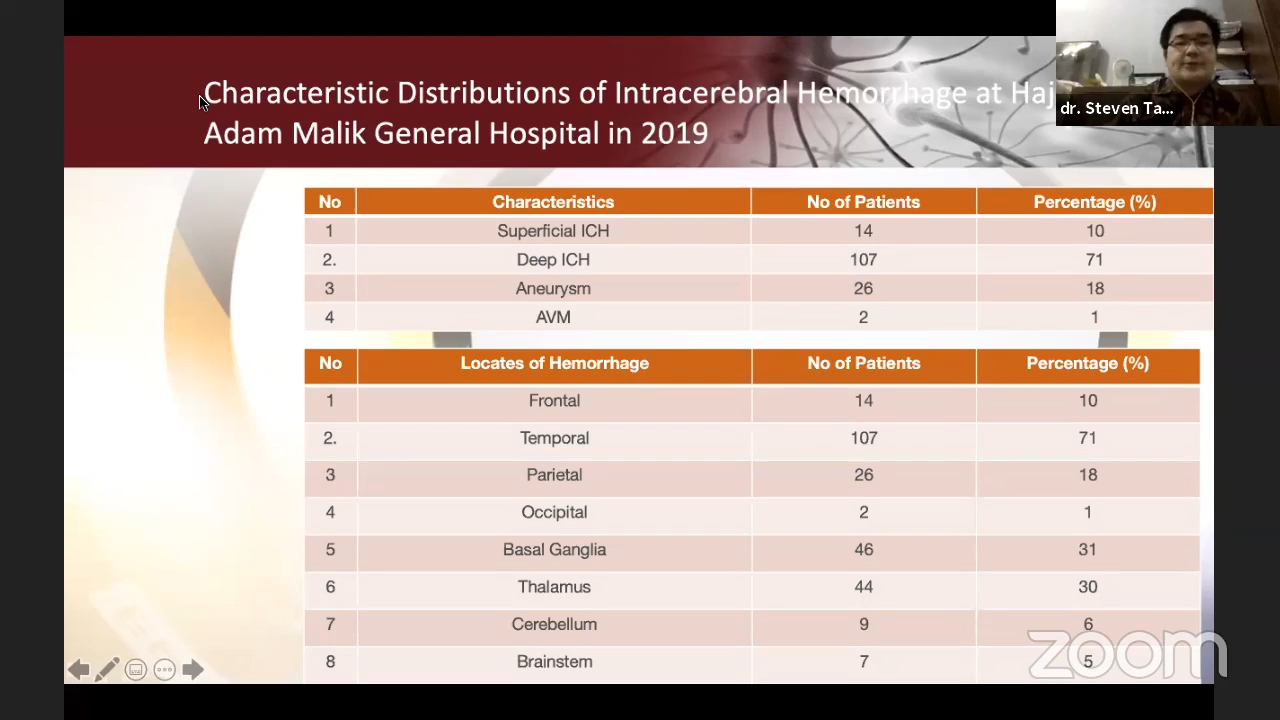 Characteristic Distributions of Intracerebral Hemorrhage at Haj
Adam Malik General Hospital in 2019
dr. Steven Ta...
No Characteristics No of Patients Percentage (%)
1 Superficial ICH 14 10
2. Deep ICH 107 71
3 Aneurysm 26 18
4 AVM 2 1
No Locates of Hemorrhage No of Patients Percentage (%)
1 Frontal 14 10
2. Temporal 107 71
3 Parietal 26 18
4 Occipital 2 1
5 Basal Ganglia 46 31
6 Thalamus 44 30
7 Cerebellum 9 6
8 Brainstem 7 5
zoom